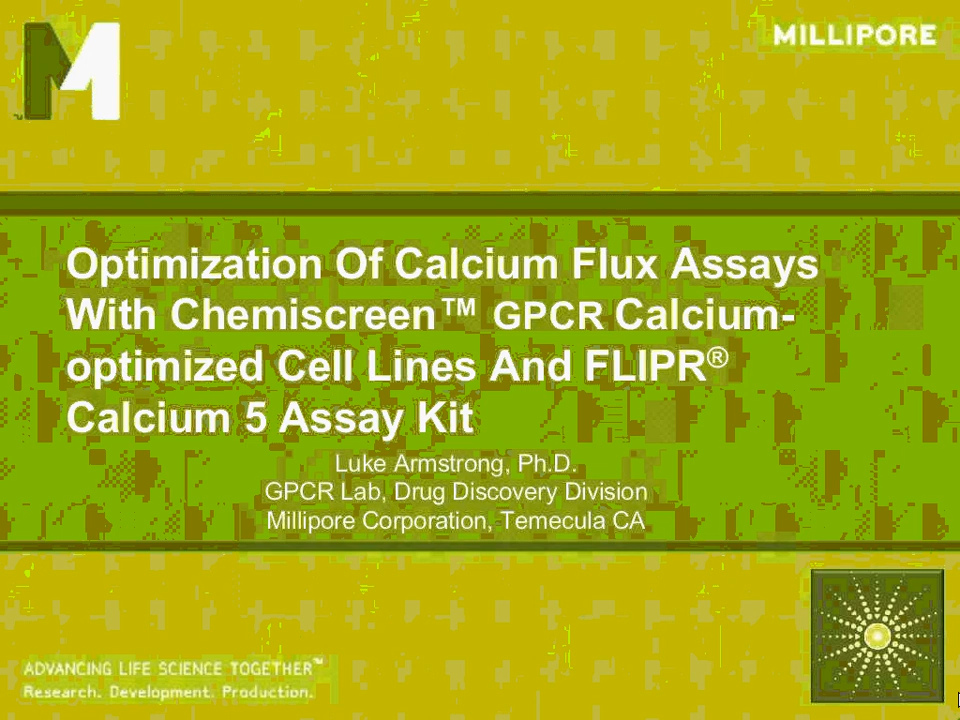 M
MILLIPORE
Optimization Of Calcium Flux Assays
With Chemiscreen™ GPCR Calcium-
optimized Cell Lines And FLIPR®
Calcium 5 Assay Kit
Luke Armstrong, Ph.D.
GPCR Lab, Drug Discovery Division
Millipore Corporation, Temecula CA
ADVANCING LIFE SCIENCE TOGETHER™
Research. Development. Production.